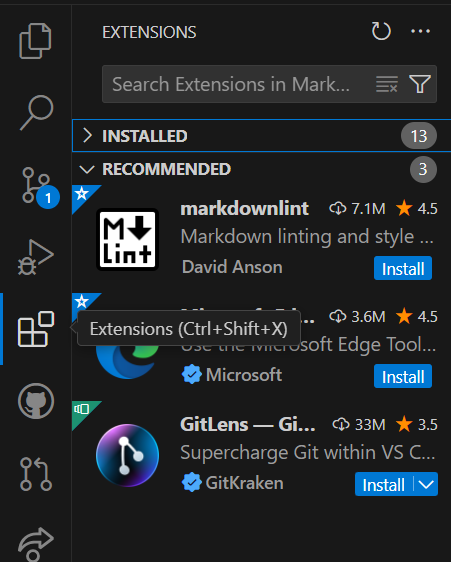 EXTENSIONS
Search Extensions in Mark...
INSTALLED 13
RECOMMENDED 3
1
markdownlint 7.1M 4.5
Markdown linting and style ...
David Anson Install
M Lint
3.6M 4.5
Extensions (Ctrl+Shift+X)
Use the Microsoft Edge Tool...
Microsoft Install
GitLens — Gi... 33M 3.5
Supercharge Git within VS C...
GitKraken Install